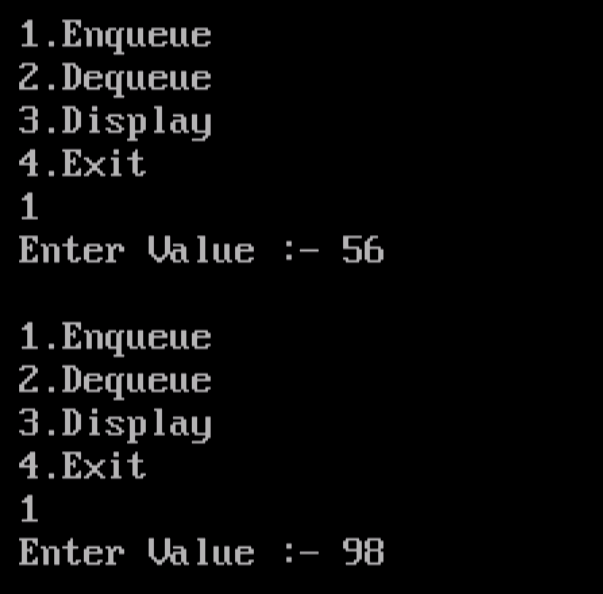 1.Enqueue
2.Dequeue
3.Display
4.Exit
1
Enter Value :- 56
1.Enqueue
2.Dequeue
3.Display
4.Exit
1
Enter Value :- 98